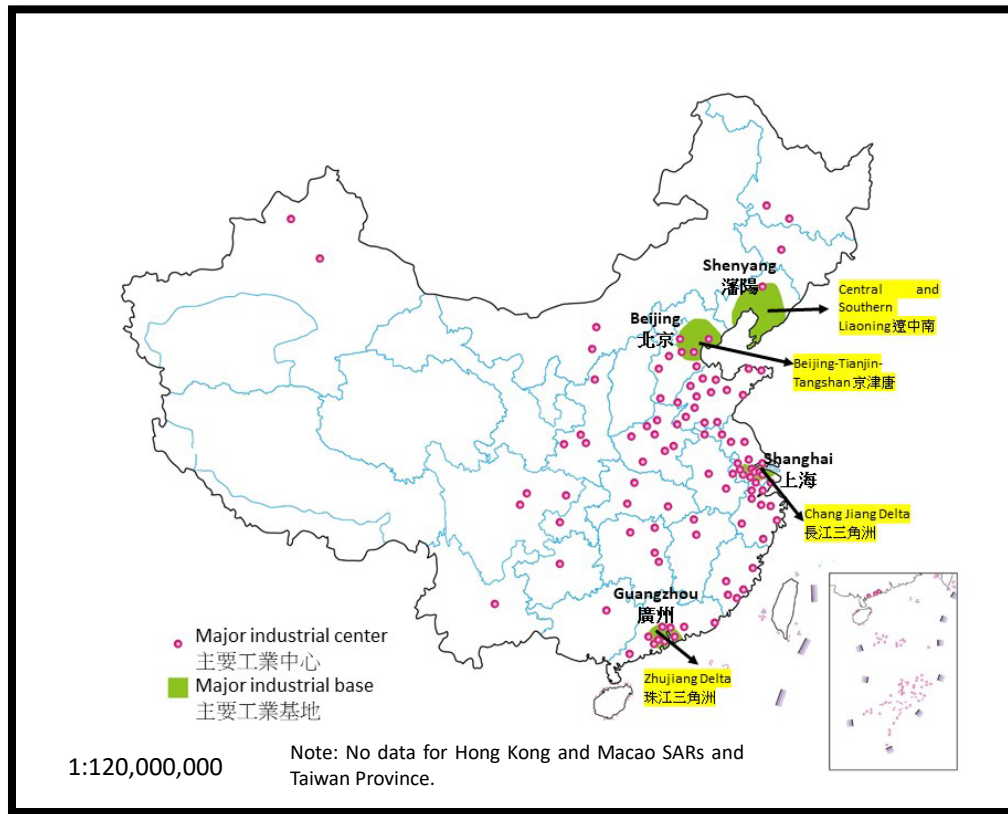 Shenyang
瀋陽
Central and
Southern
Liaoning 遼中南
Beijing
北京
Beijing-Tianjin-
Tangshan 京津唐
Shanghai
上海
Chang Jiang Delta
長江三角洲
Guangzhou
廣州
Zhujiang Delta
珠江三角洲
Major industrial center
主要工業中心
Major industrial base
主要工業基地
1:120,000,000
Note: No data for Hong Kong and Macao SARs and
Taiwan Province.